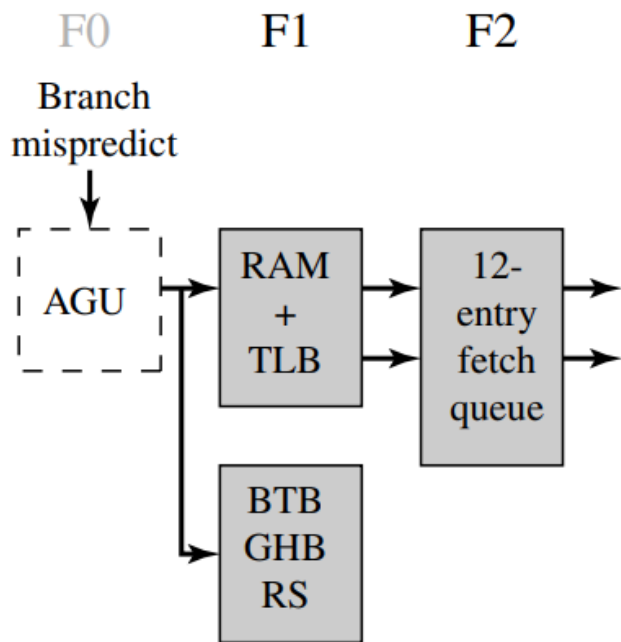 F0 F1 F2
Branch
mispredict
AGU
RAM
+
TLB
12-
entry
fetch
queue
BTB
GHB
RS